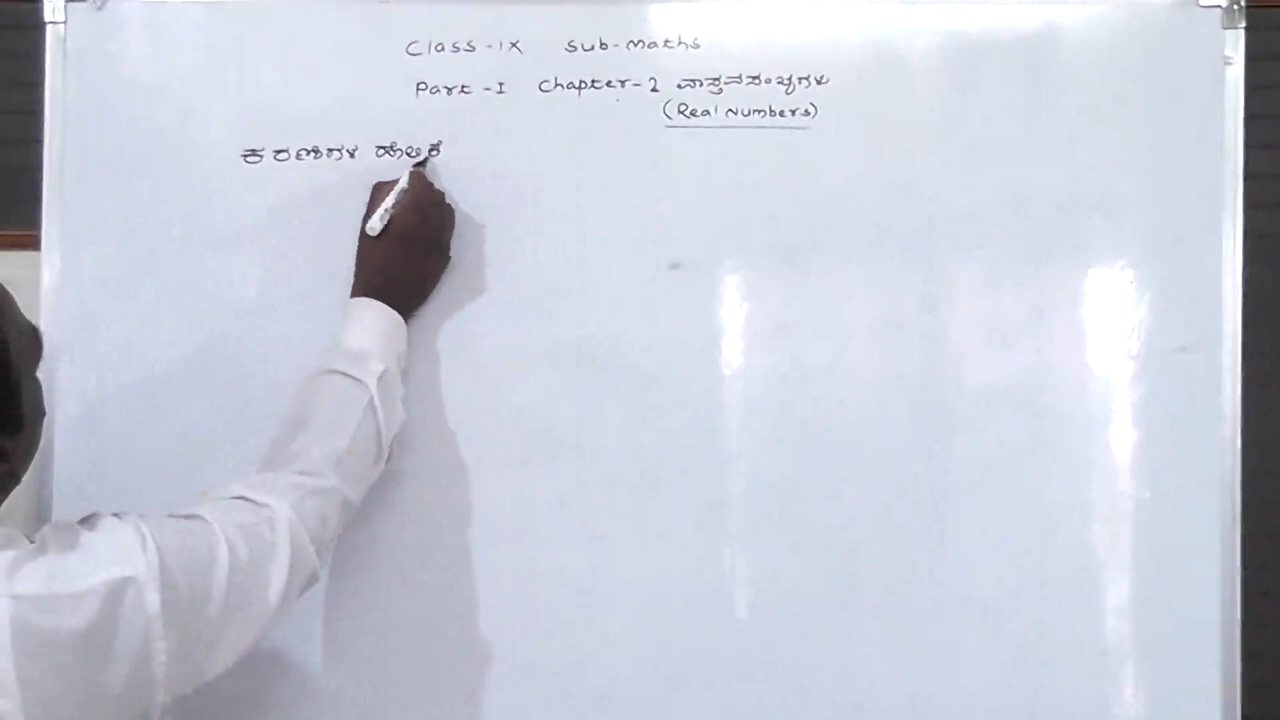 Class-IX Sub-Maths
Part-I Chapter-2 ವಾಸ್ತವಸಂಖ್ಯೆಗಳು
(Real Numbers)
ಕರಣಿಗಳ ಹೋಲಿಕೆ